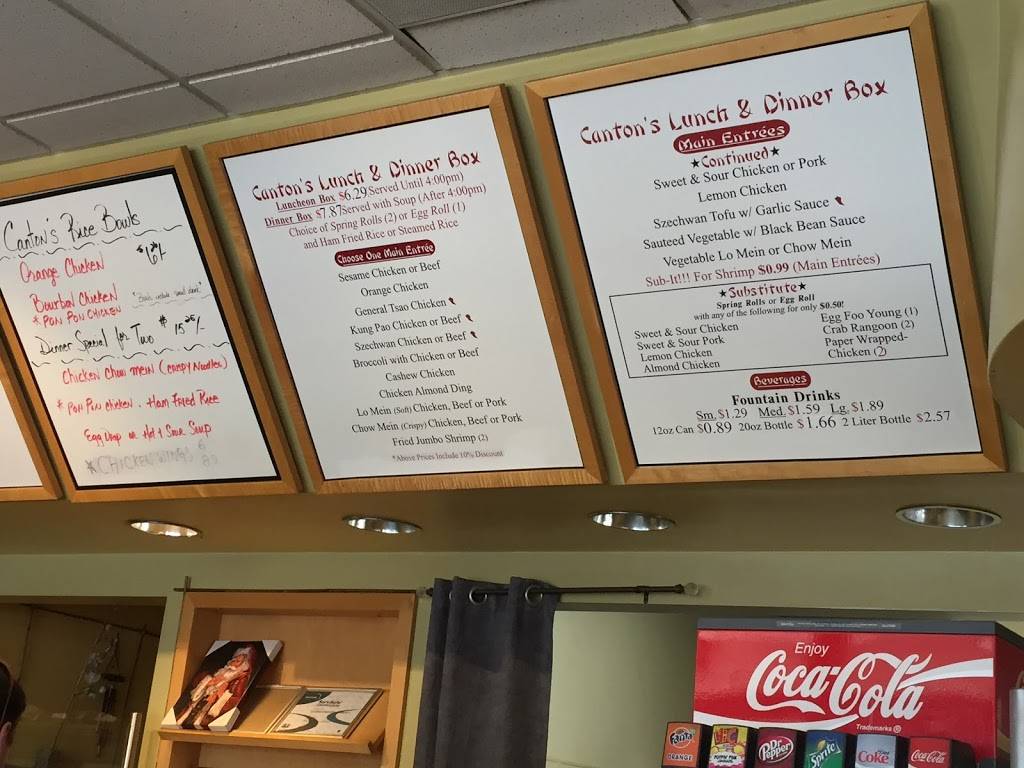 Canton's Rice Bowls
Orange Chicken
Bourbon Chicken
* Pon Pon Chicken
Dinner Special for Two
Chicken Chow mein (Crispy Noodles)
* Pon Pon chicken. Ham Fried Rice
Egg Drop or Hot & Sour Soup
*CHICKEN WINGS
Canton's Lunch & Dinner Box
Luncheon Box $6.29 Served Until 4:00pm)
Dinner Box $7.87 Served with Soup (After 4:00pm)
Choice of Spring Rolls (2) or Egg Roll (1)
and Ham Fried Rice or Steamed Rice
Choose One Main Entrée
Sesame Chicken or Beef
Orange Chicken
General Tsao Chicken
Kung Pao Chicken or Beef
Szechwan Chicken or Beef
Broccoli with Chicken or Beef
Cashew Chicken
Chicken Almond Ding
Lo Mein (Soft) Chicken, Beef or Pork
Chow Mein (Crispy) Chicken, Beef or Pork
Fried Jumbo Shrimp (2)
*Above Prices Include 10% Discount
Canton's Lunch & Dinner Box
Main Entrées
★Continued★
Sweet & Sour Chicken or Pork
Lemon Chicken
Szechwan Tofu w/ Garlic Sauce
Sauteed Vegetable w/ Black Bean Sauce
Vegetable Lo Mein or Chow Mein
Sub-It!!! For Shrimp $0.99 (Main Entrées)
★Substitute★
Spring Rolls or Egg Roll
with any of the following for only $0.50!
Sweet & Sour Chicken
Sweet & Sour Pork
Lemon Chicken
Almond Chicken
Egg Foo Young (1)
Crab Rangoon (2)
Paper Wrapped-
Chicken (2)
Beverages
Fountain Drinks
Sm. $1.29 Med. $1.59 Lg. $1.89
12oz Can $0.89 20oz Bottle $1.66 2 Liter Bottle $2.57
Enjoy
Coca-Cola
Trademarks ®
Fanta
ORANGE
Dr Pepper
Sprite
Diet Coke
Coca-Cola